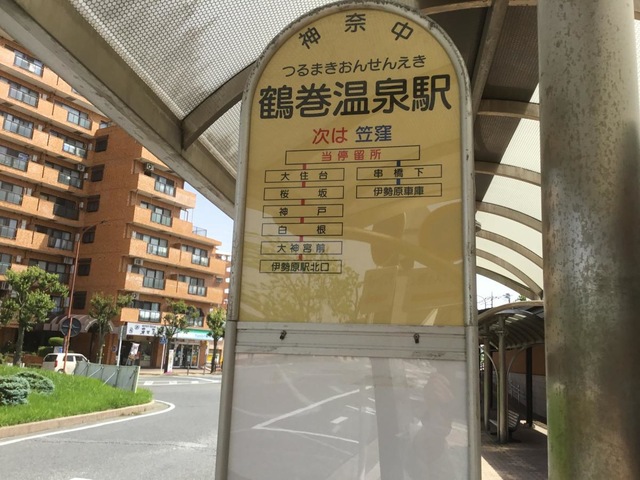 神奈中
つるまきおんせんえき
鶴巻温泉駅
次は 笠窪
当停留所
大住台
桜坂
神戸
白根
大神宮前
伊勢原駅北口
串橋下
伊勢原車庫